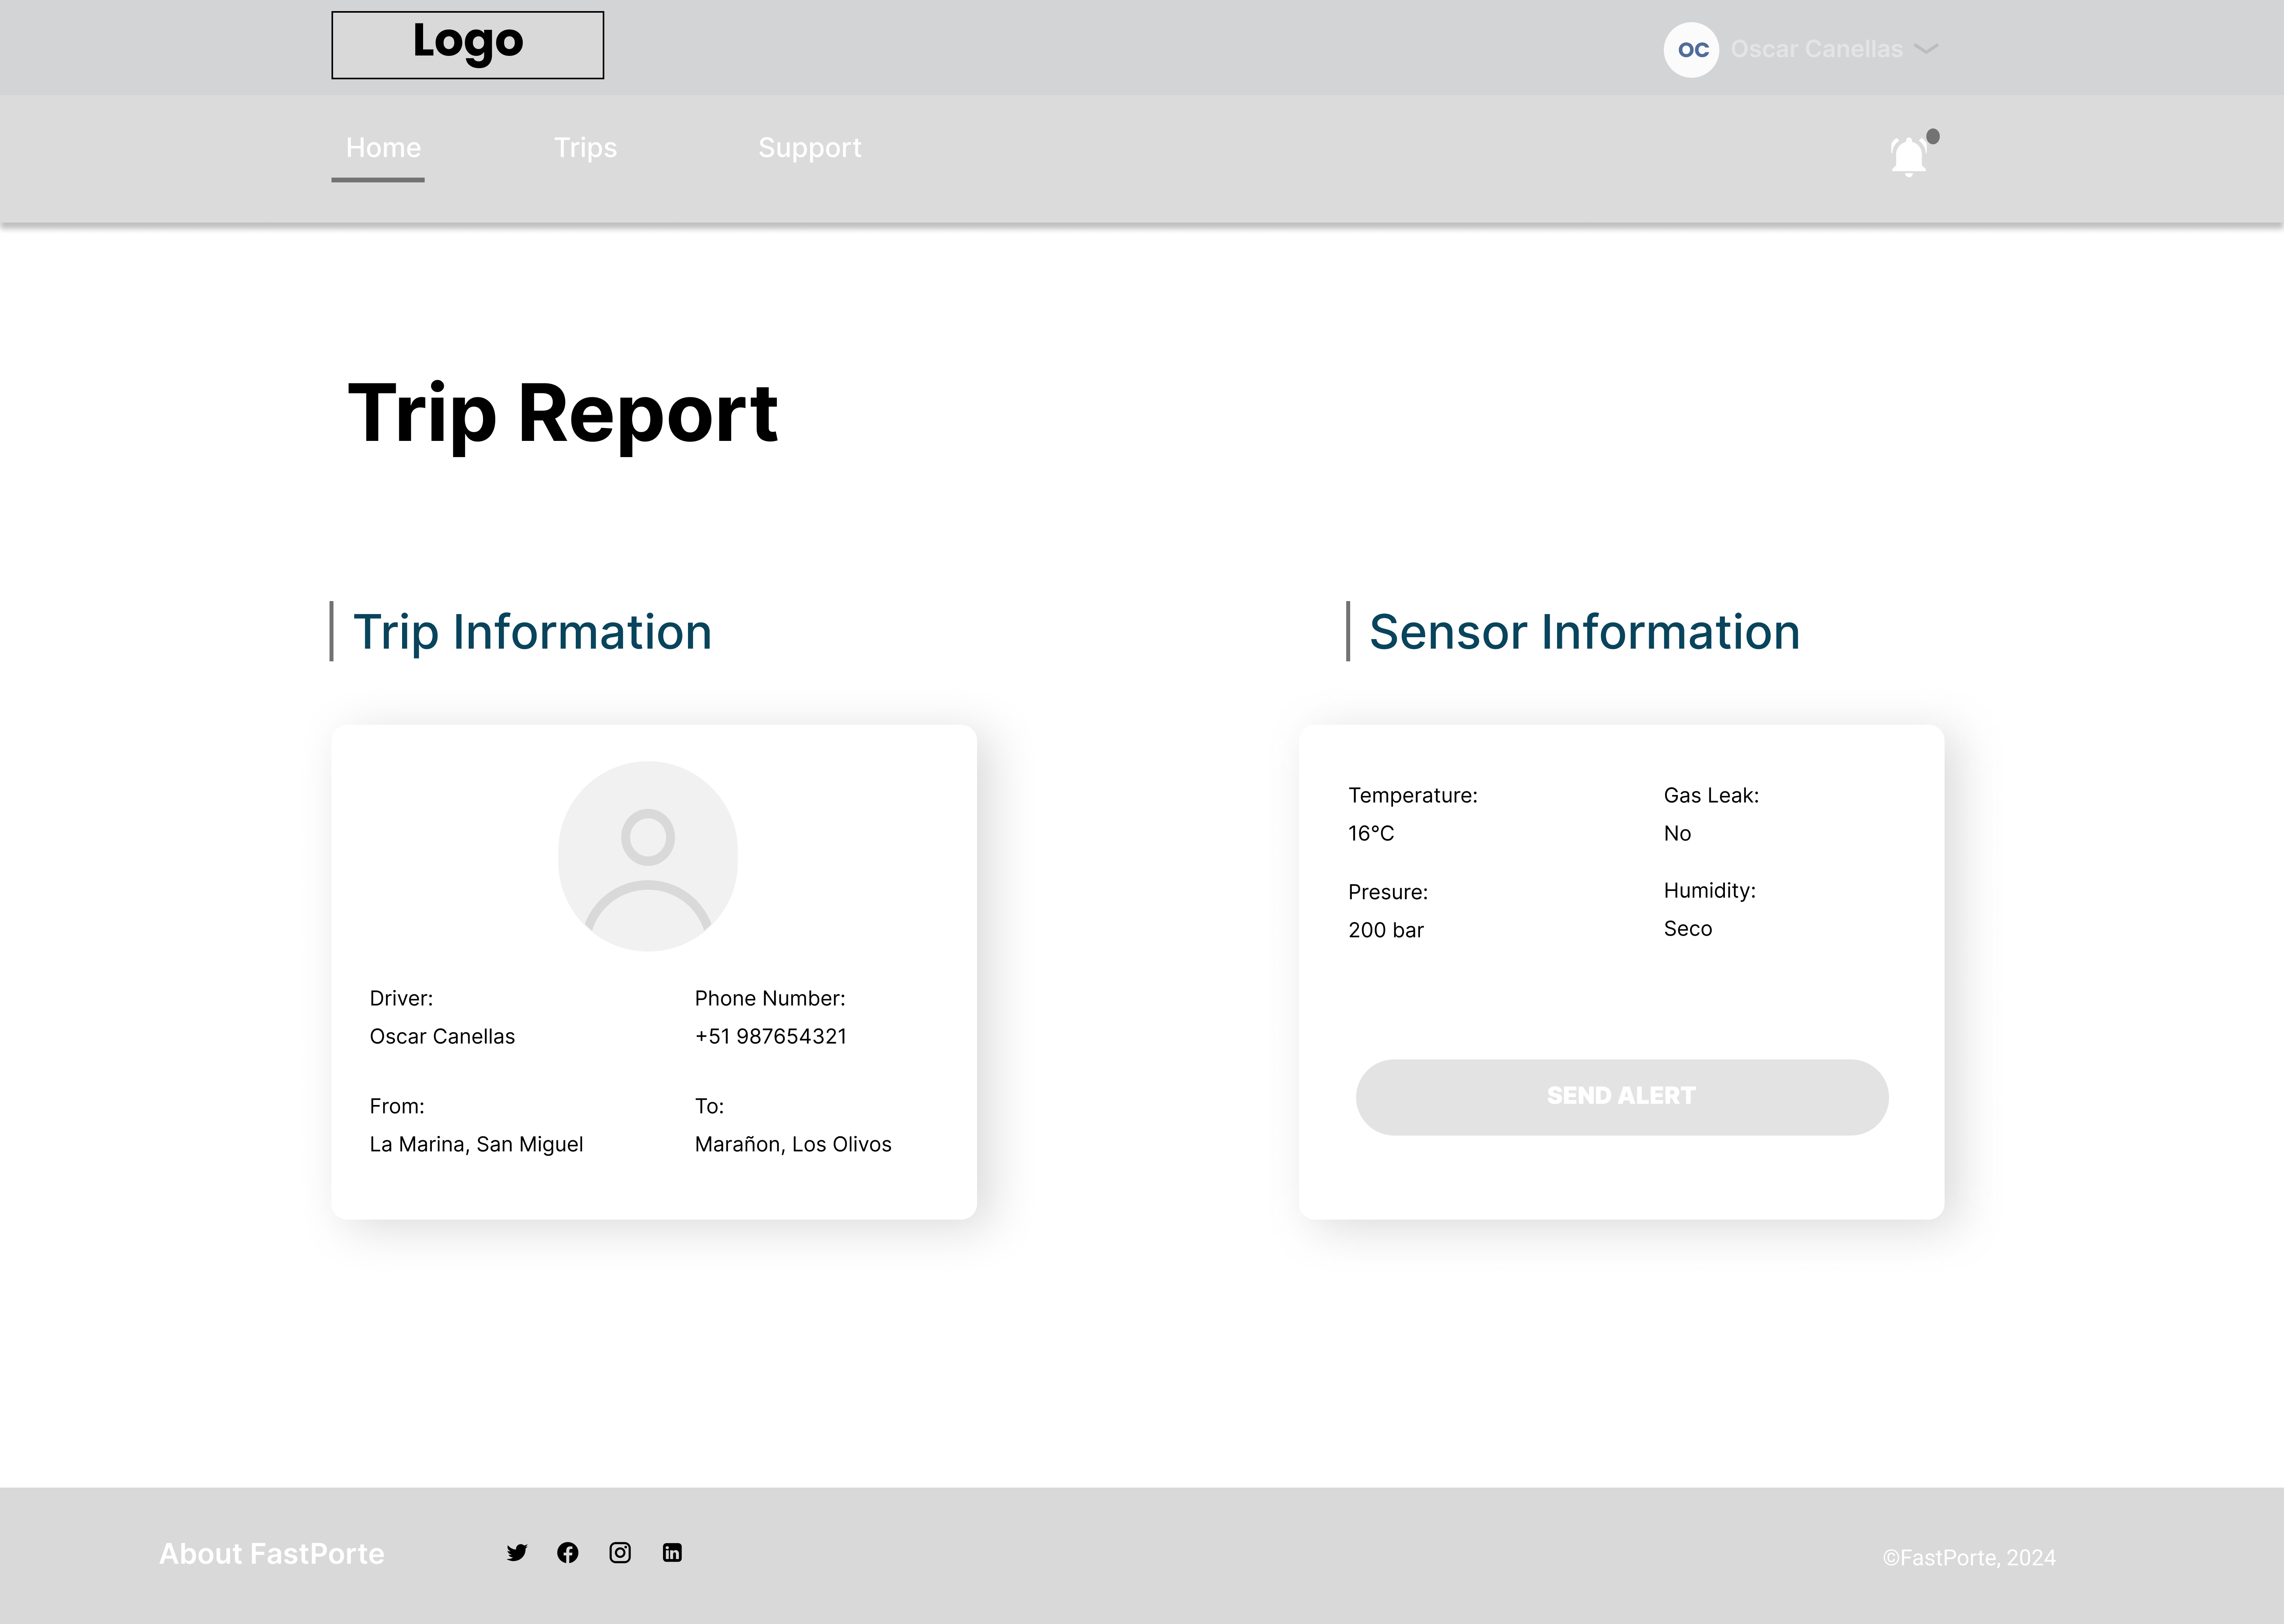 Logo
OC Oscar Canellas
Home Trips Support
Trip Report
Trip Information
Sensor Information
Driver:
Oscar Canellas
Phone Number:
+51 987654321
From:
La Marina, San Miguel
To:
Marañon, Los Olivos
Temperature:
16°C
Gas Leak:
No
Presure:
200 bar
Humidity:
Seco
SEND ALERT
About FastPorte
©FastPorte, 2024